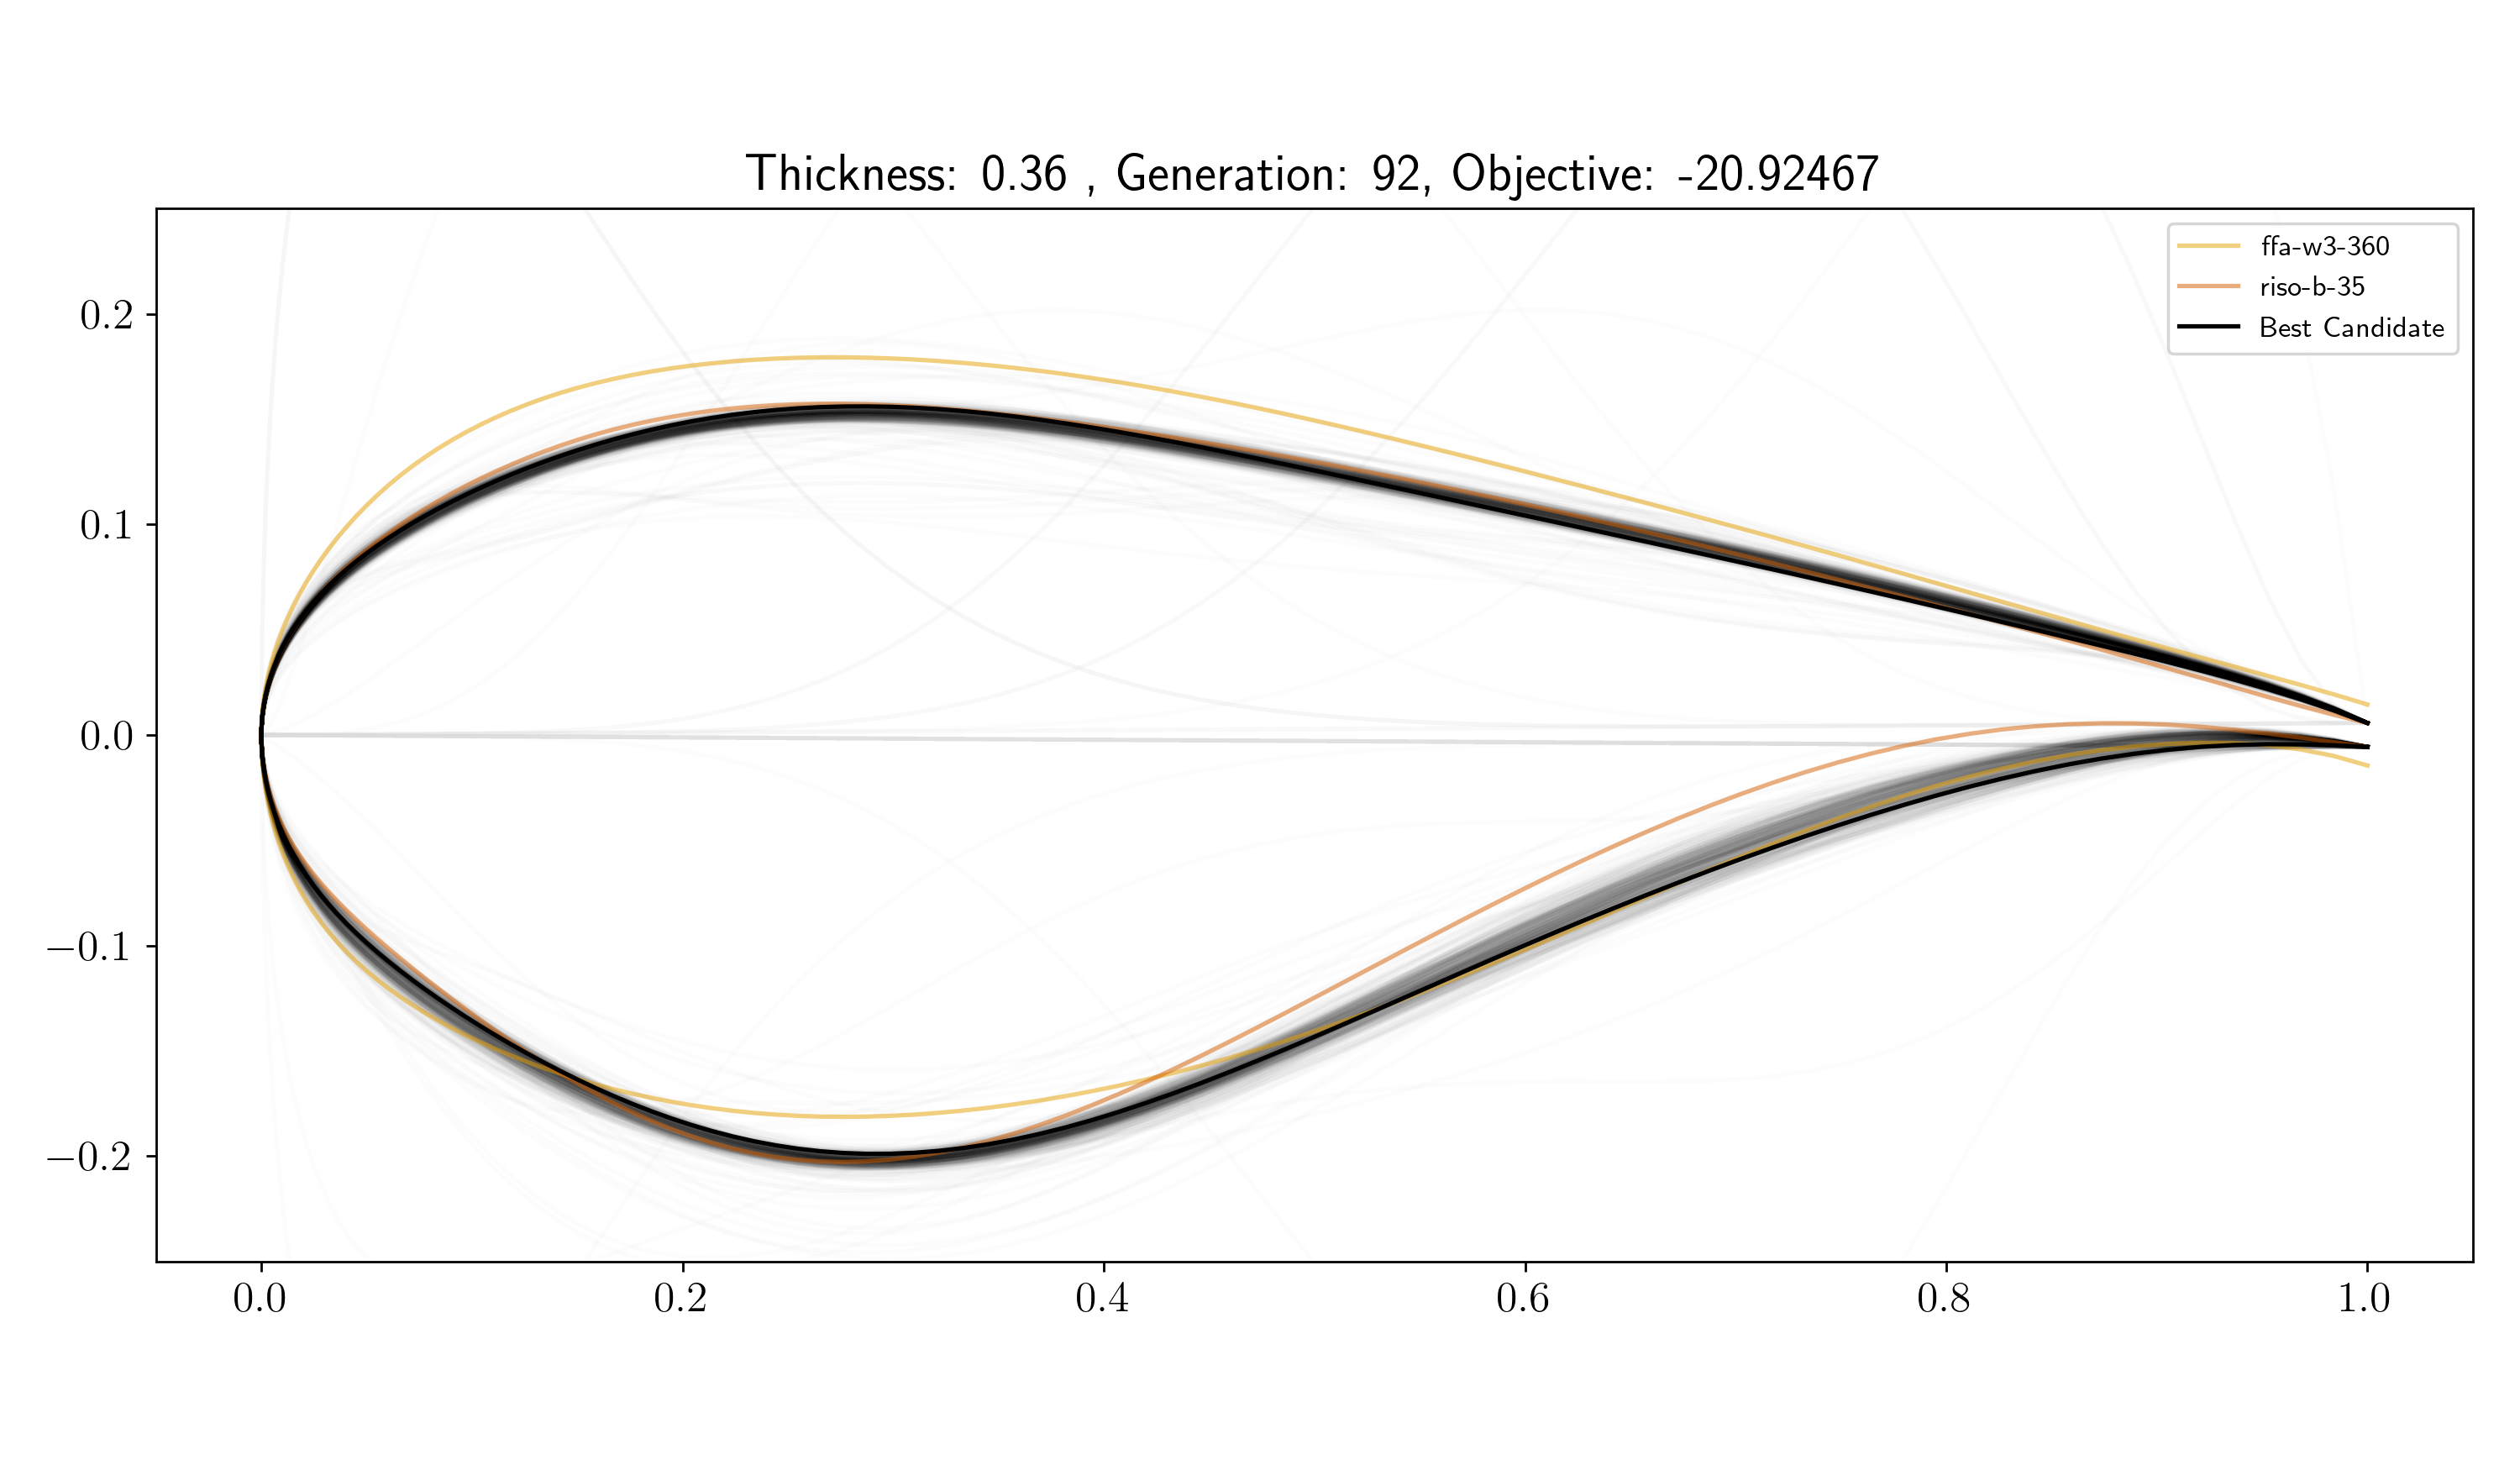 Thickness: 0.36 , Generation: 92, Objective: -20.92467
ffa-w3-360
riso-b-35
Best Candidate
0.2
0.1
0.0
−0.1
−0.2
0.0 0.2 0.4 0.6 0.8 1.0